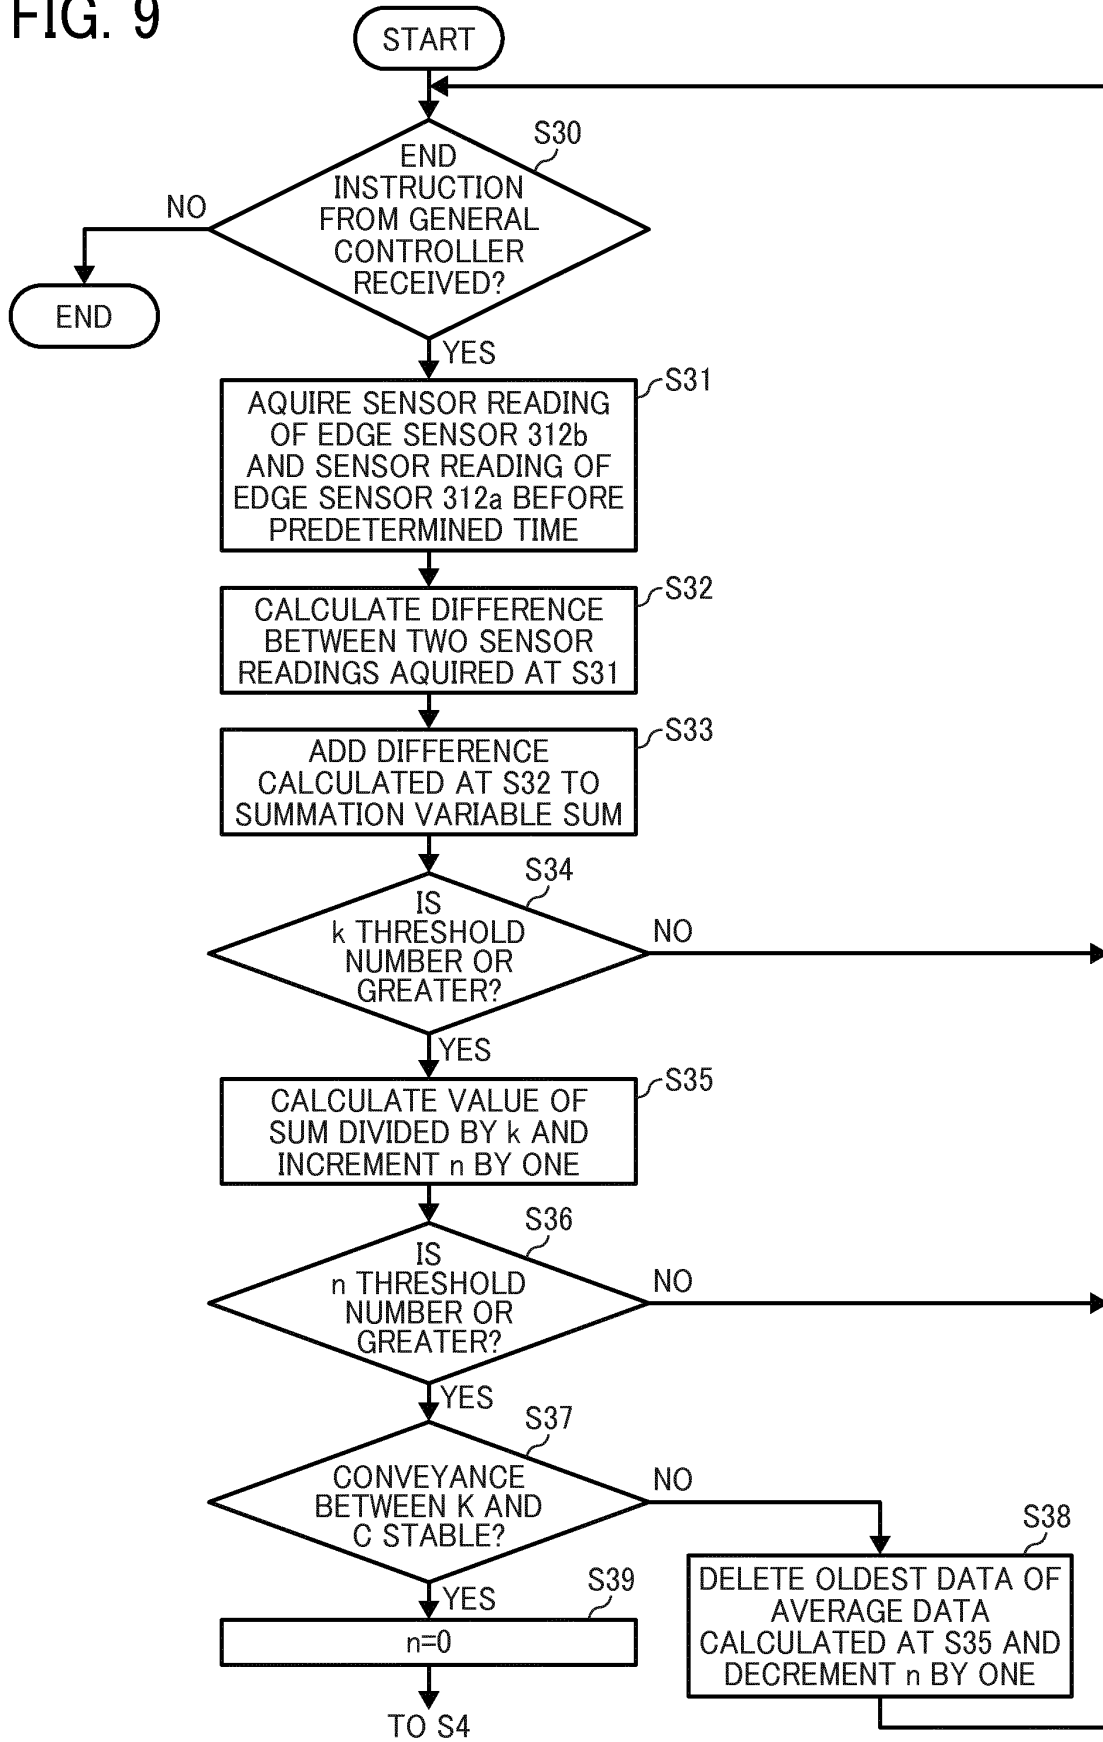 FIG. 9
START
S30
END
INSTRUCTION
FROM GENERAL
CONTROLLER
RECEIVED?
NO
END
YES
S31
AQUIRE SENSOR READING
OF EDGE SENSOR 312b
AND SENSOR READING OF
EDGE SENSOR 312a BEFORE
PREDETERMINED TIME
S32
CALCULATE DIFFERENCE
BETWEEN TWO SENSOR
READINGS AQUIRED AT S31
S33
ADD DIFFERENCE
CALCULATED AT S32 TO
SUMMATION VARIABLE SUM
S34
IS
k THRESHOLD
NUMBER OR
GREATER?
NO
YES
S35
CALCULATE VALUE OF
SUM DIVIDED BY k AND
INCREMENT n BY ONE
S36
IS
n THRESHOLD
NUMBER OR
GREATER?
NO
YES
S37
CONVEYANCE
BETWEEN K AND
C STABLE?
NO
S38
DELETE OLDEST DATA OF
AVERAGE DATA
CALCULATED AT S35 AND
DECREMENT n BY ONE
YES
S39
n=0
TO S4